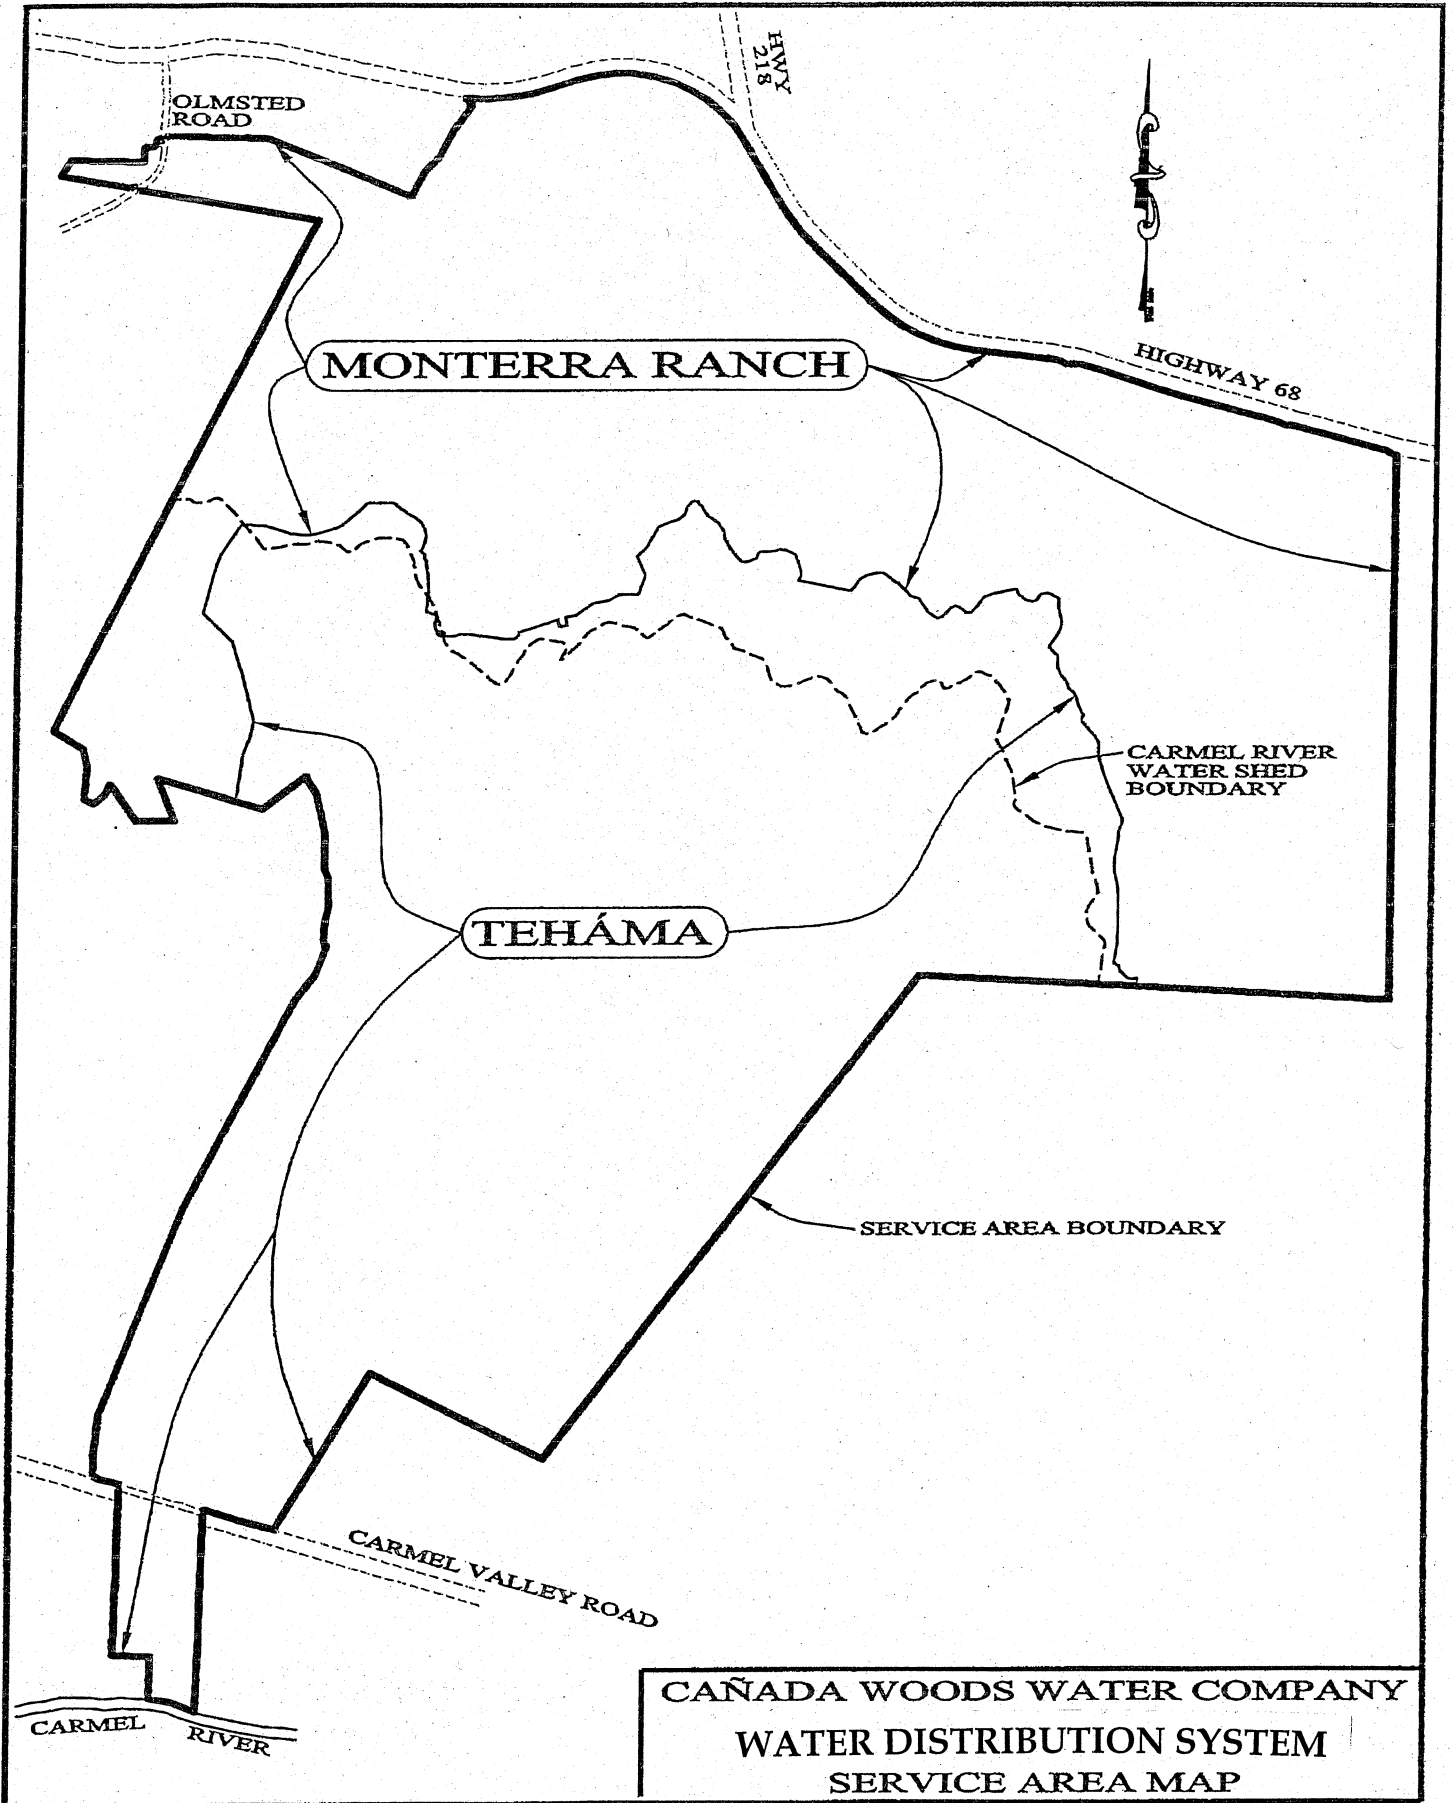 HWY
218
OLMSTED
ROAD
MONTERRA RANCH
HIGHWAY 68
CARMEL RIVER
WATER SHED
BOUNDARY
TEHÁMA
SERVICE AREA BOUNDARY
CARMEL VALLEY ROAD
CARMEL RIVER
CAÑADA WOODS WATER COMPANY
WATER DISTRIBUTION SYSTEM
SERVICE AREA MAP